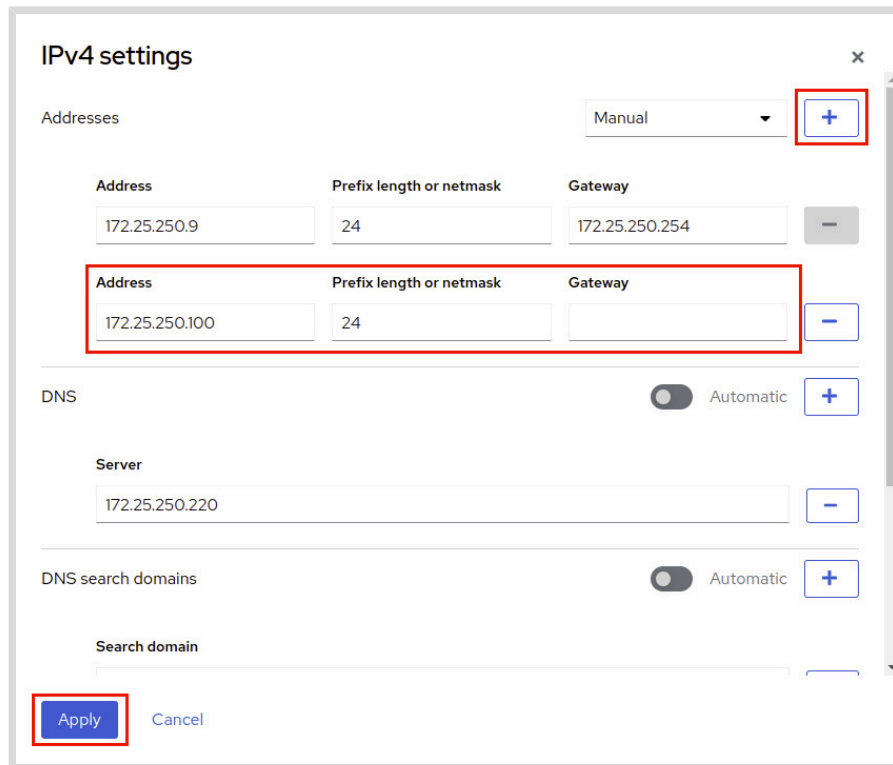 IPv4 settings
Addresses Manual
Address Prefix length or netmask Gateway
172.25.250.9 24 172.25.250.254
Address Prefix length or netmask Gateway
172.25.250.100 24
DNS Automatic
Server
172.25.250.220
DNS search domains Automatic
Search domain
Apply Cancel